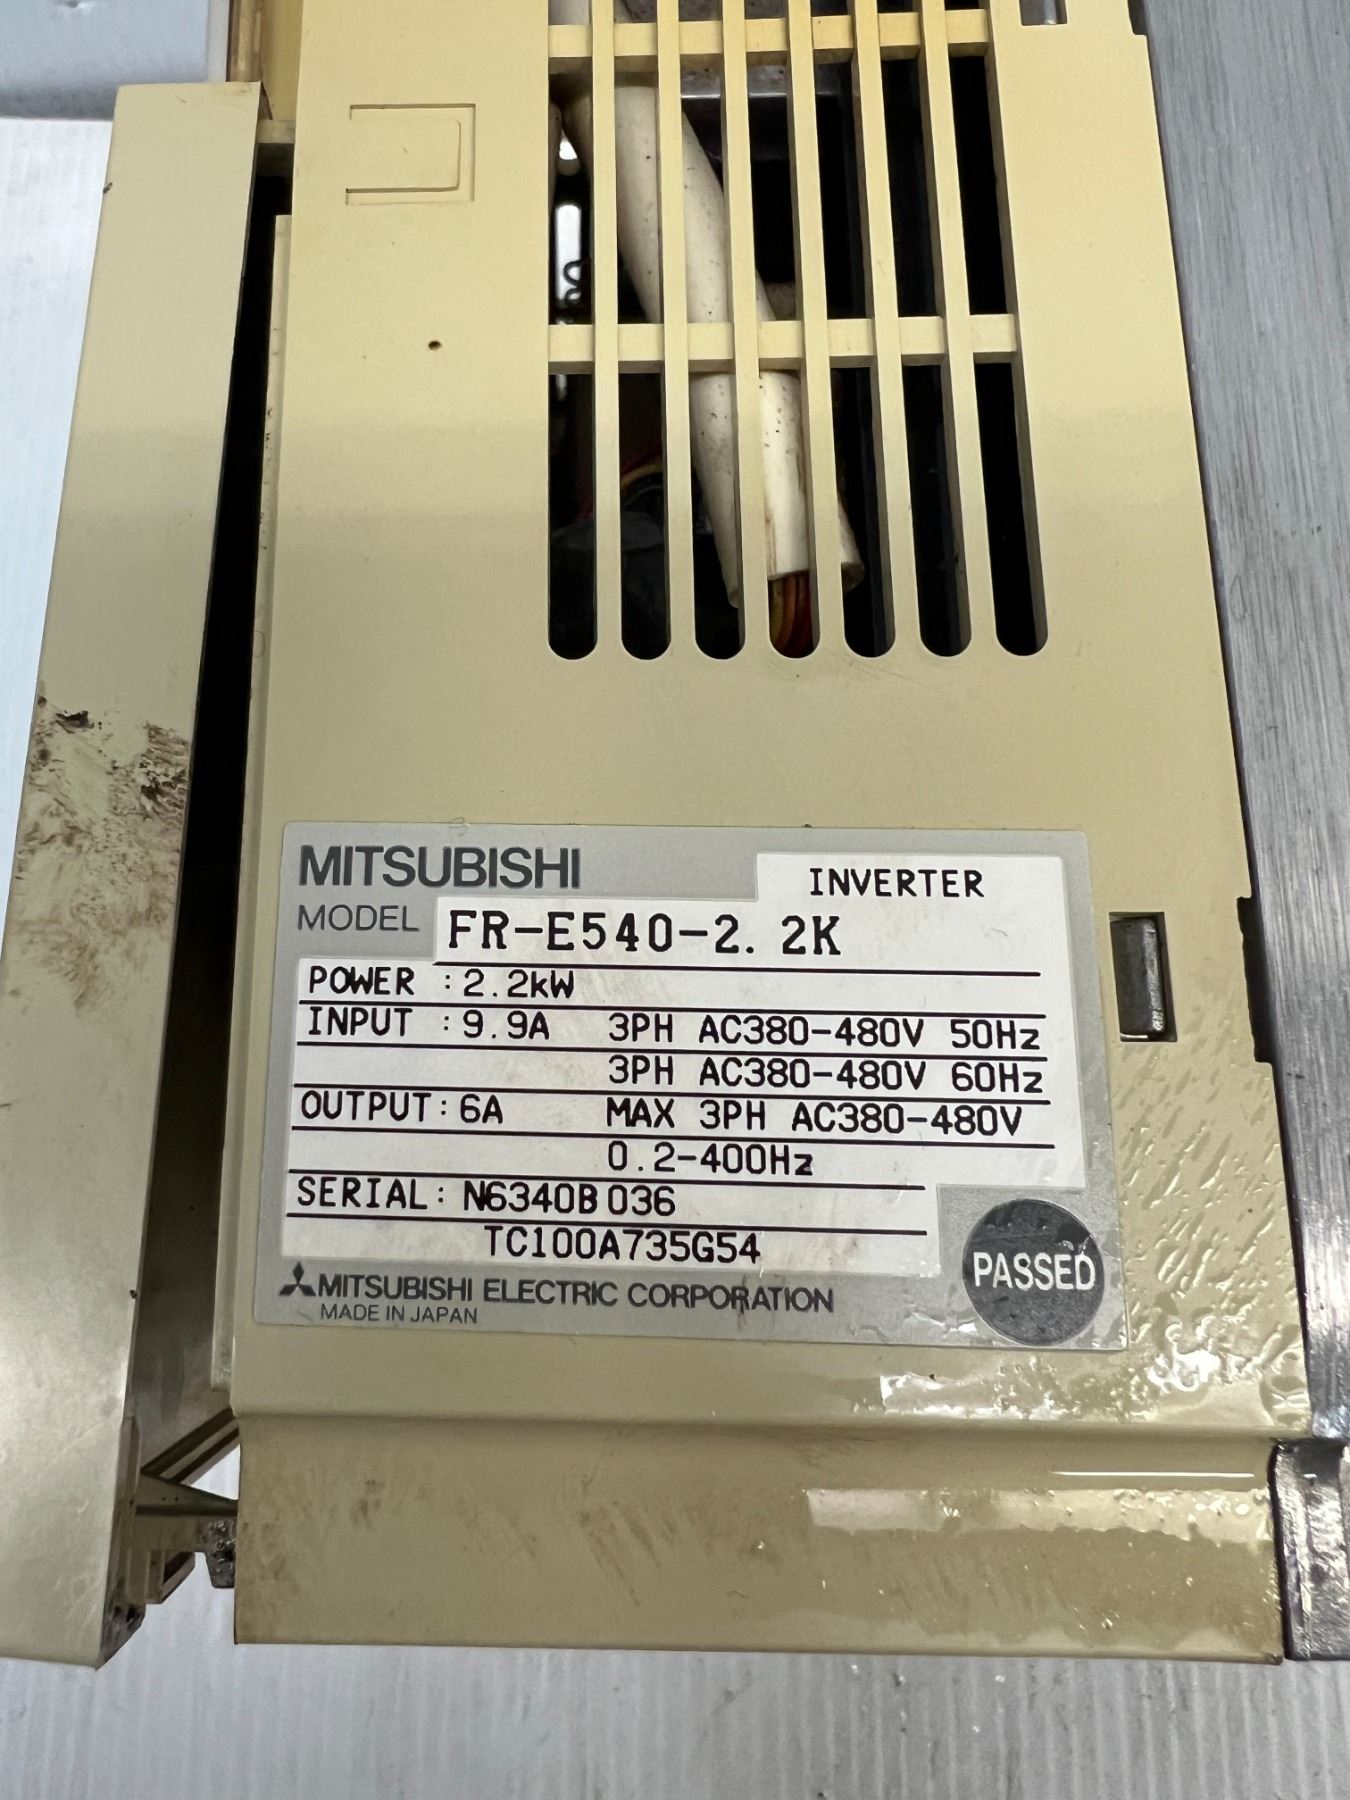 MITSUBISHI INVERTER
MODEL FR-E540-2.2K
POWER :2.2kW
INPUT :9.9A 3PH AC380-480V 50Hz
3PH AC380-480V 60Hz
OUTPUT:6A MAX 3PH AC380-480V
0.2-400Hz
SERIAL: N6340B036
TC100A735G54
PASSED
MITSUBISHI ELECTRIC CORPORATION
MADE IN JAPAN